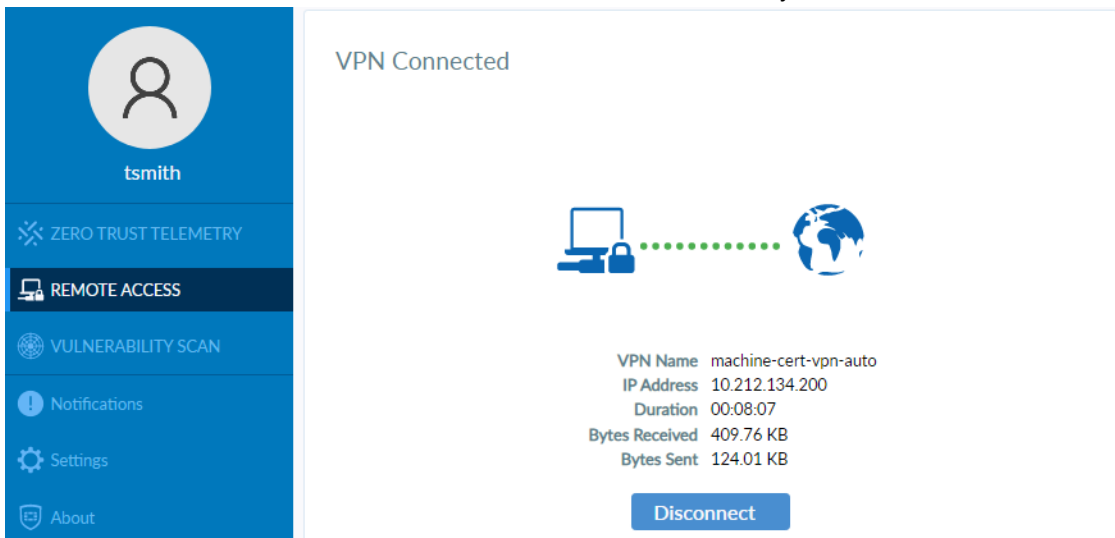 VPN Connected
tsmith
ZERO TRUST TELEMETRY
REMOTE ACCESS
VULNERABILITY SCAN
Notifications
Settings
About
VPN Name machine-cert-vpn-auto
IP Address 10.212.134.200
Duration 00:08:07
Bytes Received 409.76 KB
Bytes Sent 124.01 KB
Disconnect